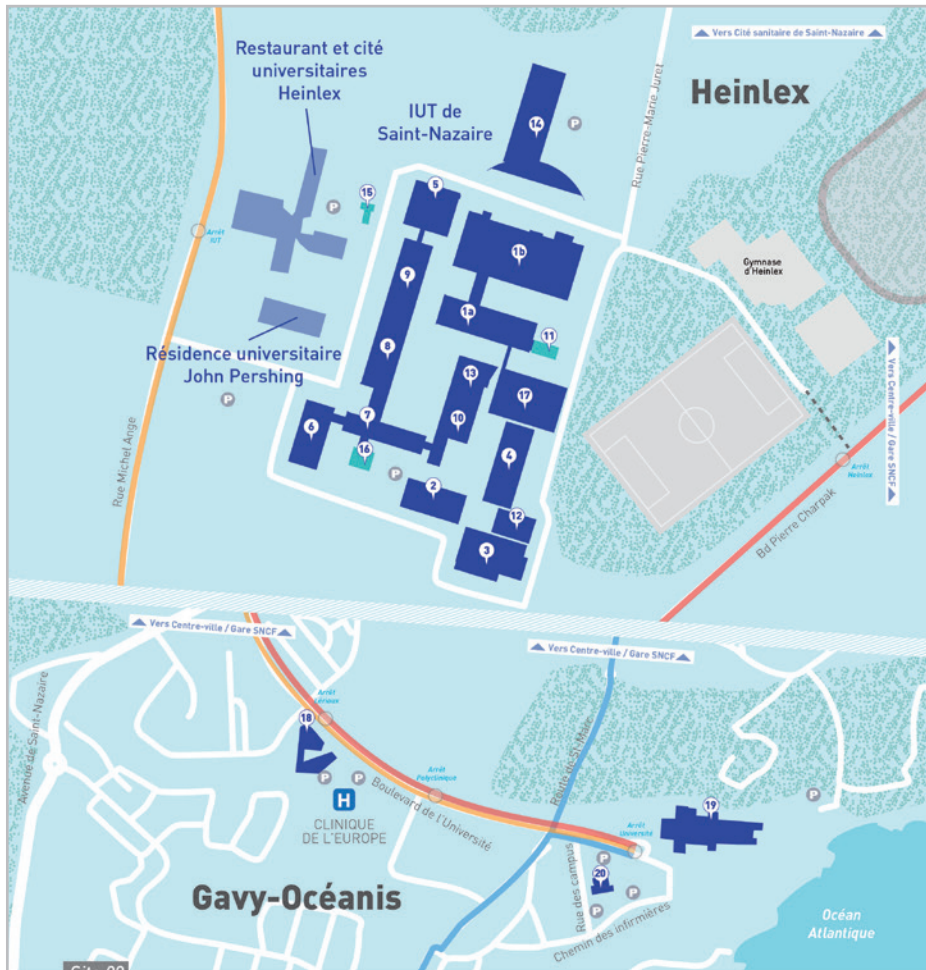 Vers Cité sanitaire de Saint-Nazaire
Restaurant et cité
universitaires
Heinlex
IUT de
Saint-Nazaire
Heinlex
Rue Pierre-Marie Juret
14
P
15
5
P
Arrêt
IUT
1b
9
Gymnase
d'Heinlex
1a
11
8
Résidence universitaire
John Pershing
13
17
P
7
10
6
16
4
P
2
12
3
Rue Michel Ange
Vers Centre-ville / Gare SNCF
Arrêt
Heinlex
Bd Pierre Charpak
Vers Centre-ville / Gare SNCF
Vers Centre-ville / Gare SNCF
Avenue de Saint-Nazaire
Arrêt
18
P
P
H
CLINIQUE
DE L'EUROPE
Arrêt
Polyclinique
Boulevard de l'Université
Route de St-Marc
19
P
Arrêt
Université
P
20
P
P
Rue des campus
Chemin des infirmières
Gavy-Océanis
P
Océan
Atlantique